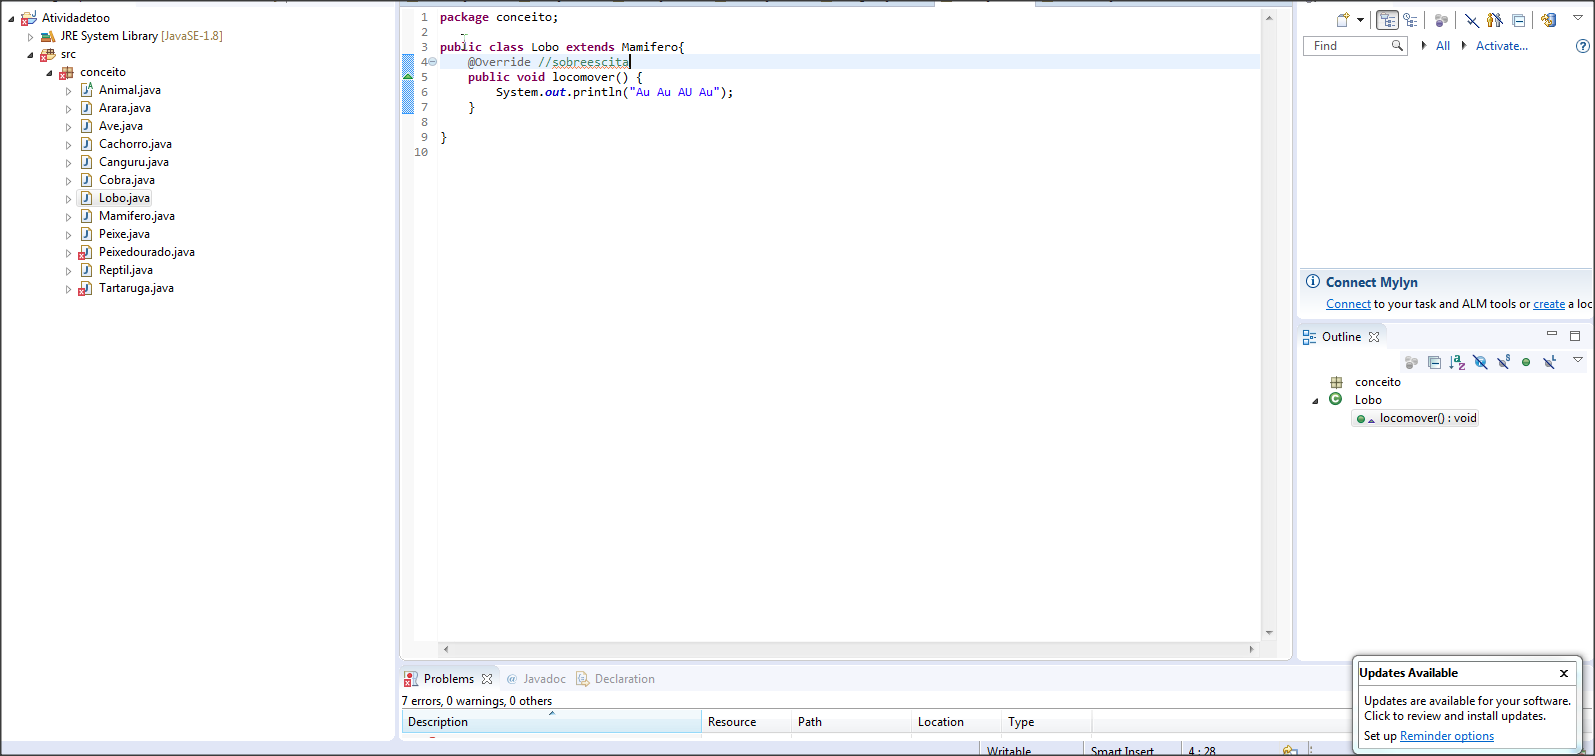 Atividadetoo
JRE System Library [JavaSE-1.8]
src
conceito
Animal.java
Arara.java
Ave.java
Cachorro.java
Canguru.java
Cobra.java
Lobo.java
Mamifero.java
Peixe.java
Peixedourado.java
Reptil.java
Tartaruga.java
1 package conceito;
2
3 public class Lobo extends Mamifero{
4 @Override //sobreescita
5 public void locomover() {
6 System.out.println("Au Au AU Au");
7 }
8
9 }
10
Find All Activate...
Connect Mylyn
Connect to your task and ALM tools or create a loc
Outline
conceito
Lobo
locomover() : void
Problems Javadoc Declaration
7 errors, 0 warnings, 0 others
Description Resource Path Location Type
Writable Smart Insert 4 : 28
Updates Available x
Updates are available for your software.
Click to review and install updates.
Set up Reminder options